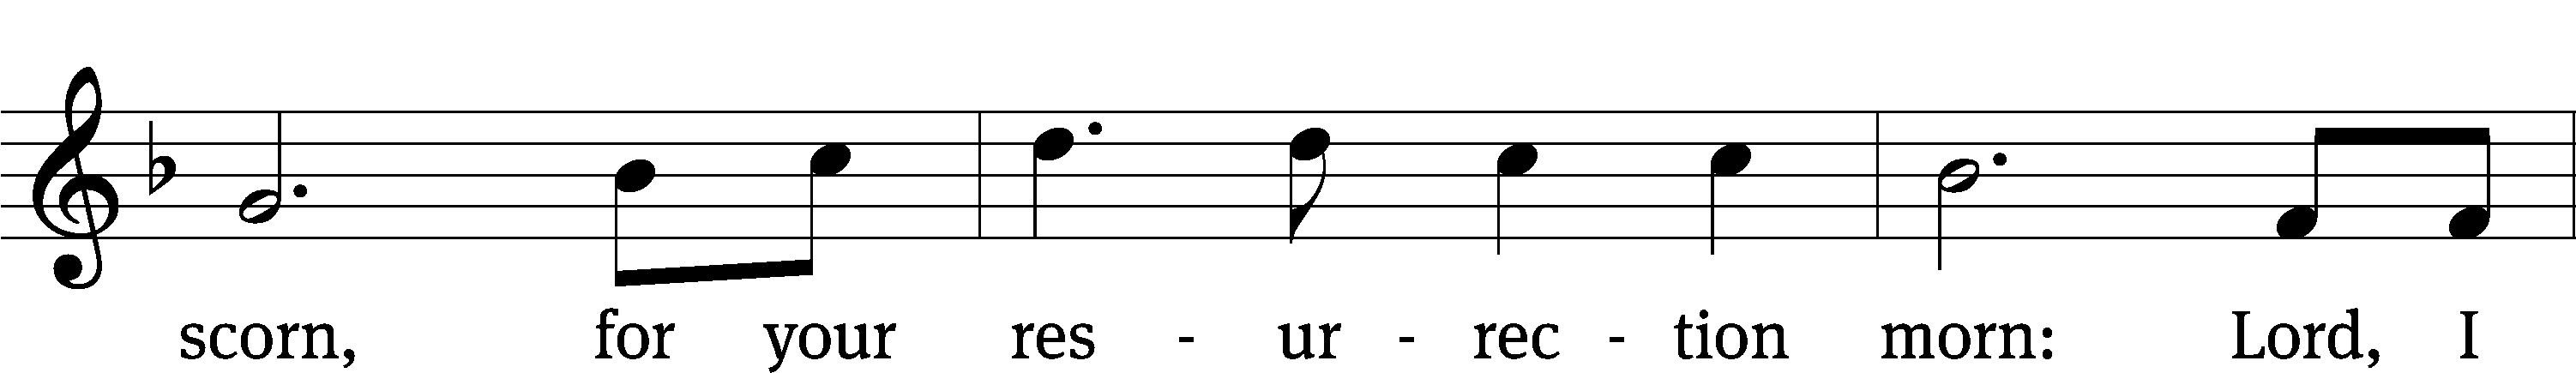 scorn, for your res - ur - rec - tion morn: Lord, I